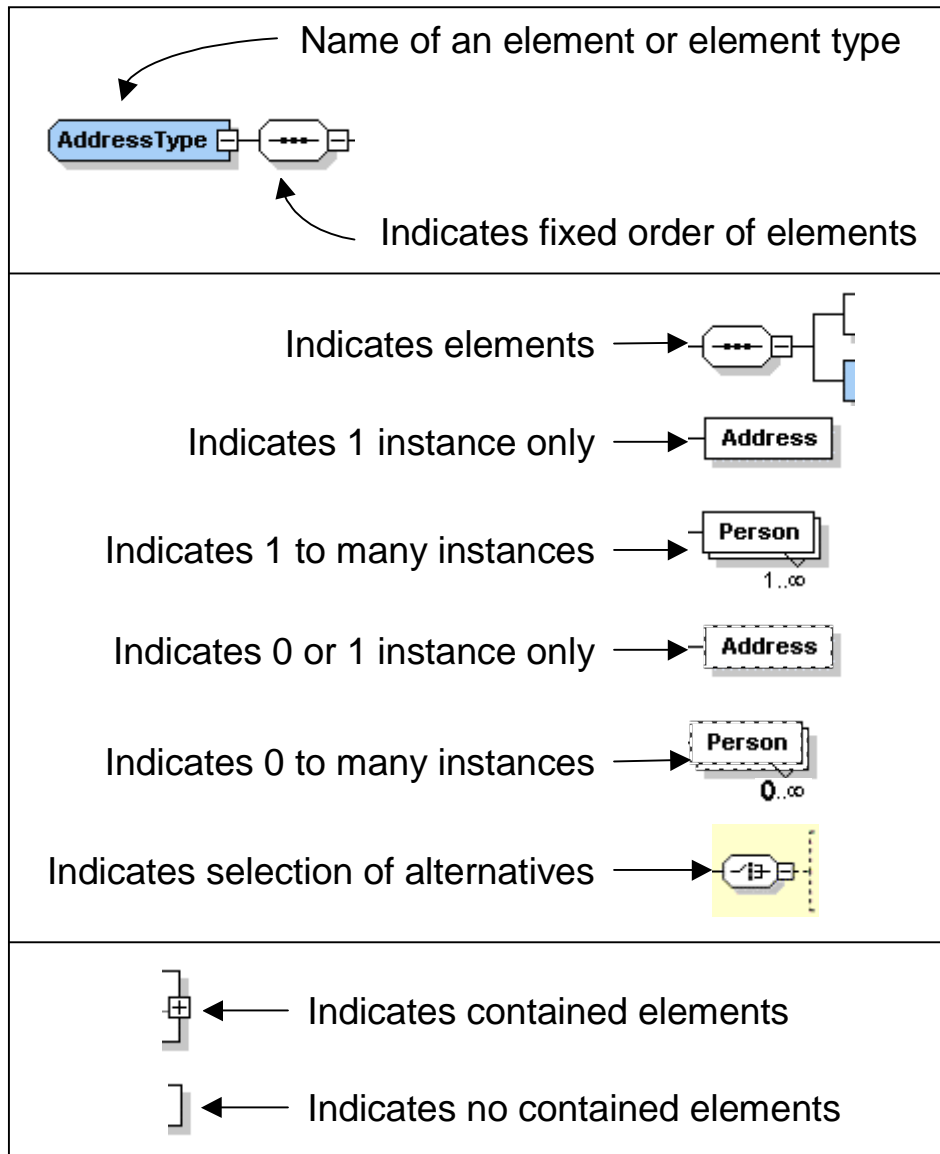 Name of an element or element type
AddressType
Indicates fixed order of elements
Indicates elements
Indicates 1 instance only
Address
Indicates 1 to many instances
Person
1..∞
Indicates 0 or 1 instance only
Address
Indicates 0 to many instances
Person
0..∞
Indicates selection of alternatives
Indicates contained elements
Indicates no contained elements